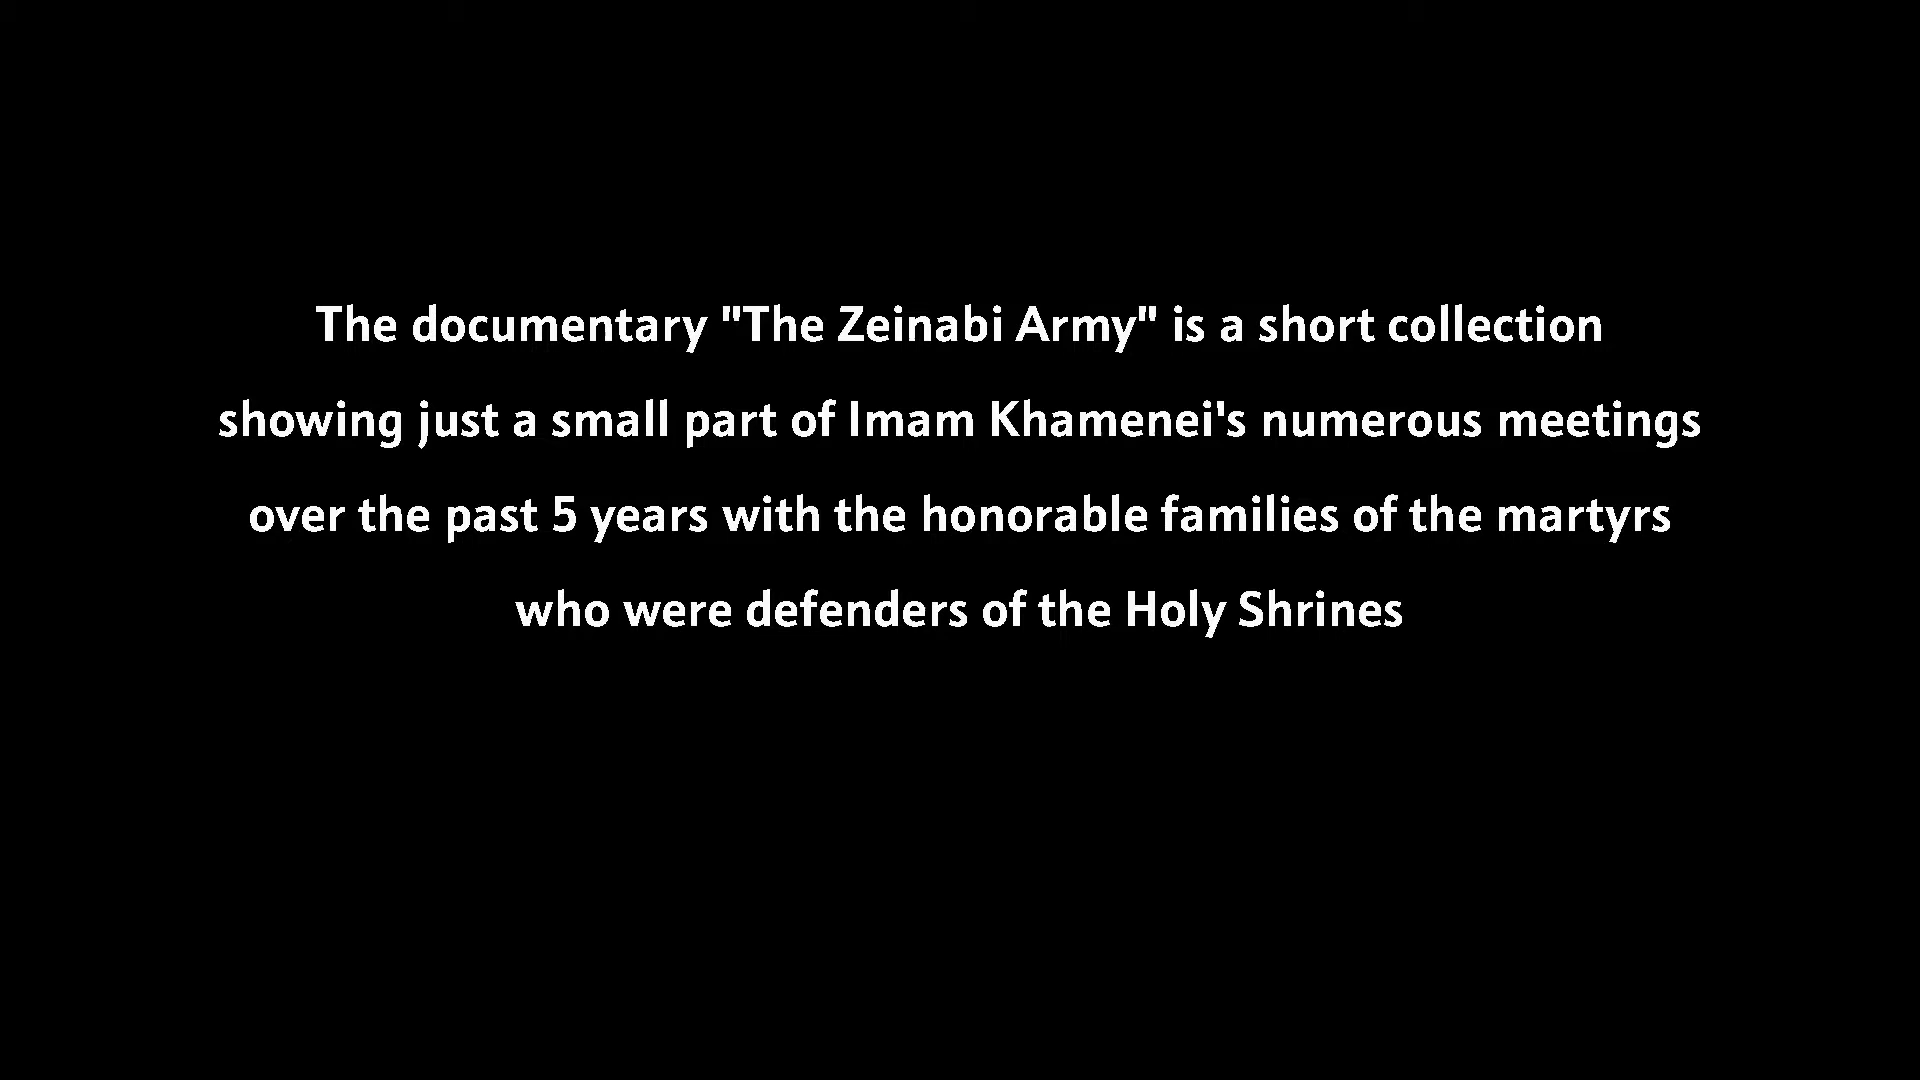 The documentary "The Zeinabi Army" is a short collection
showing just a small part of Imam Khamenei's numerous meetings
over the past 5 years with the honorable families of the martyrs
who were defenders of the Holy Shrines